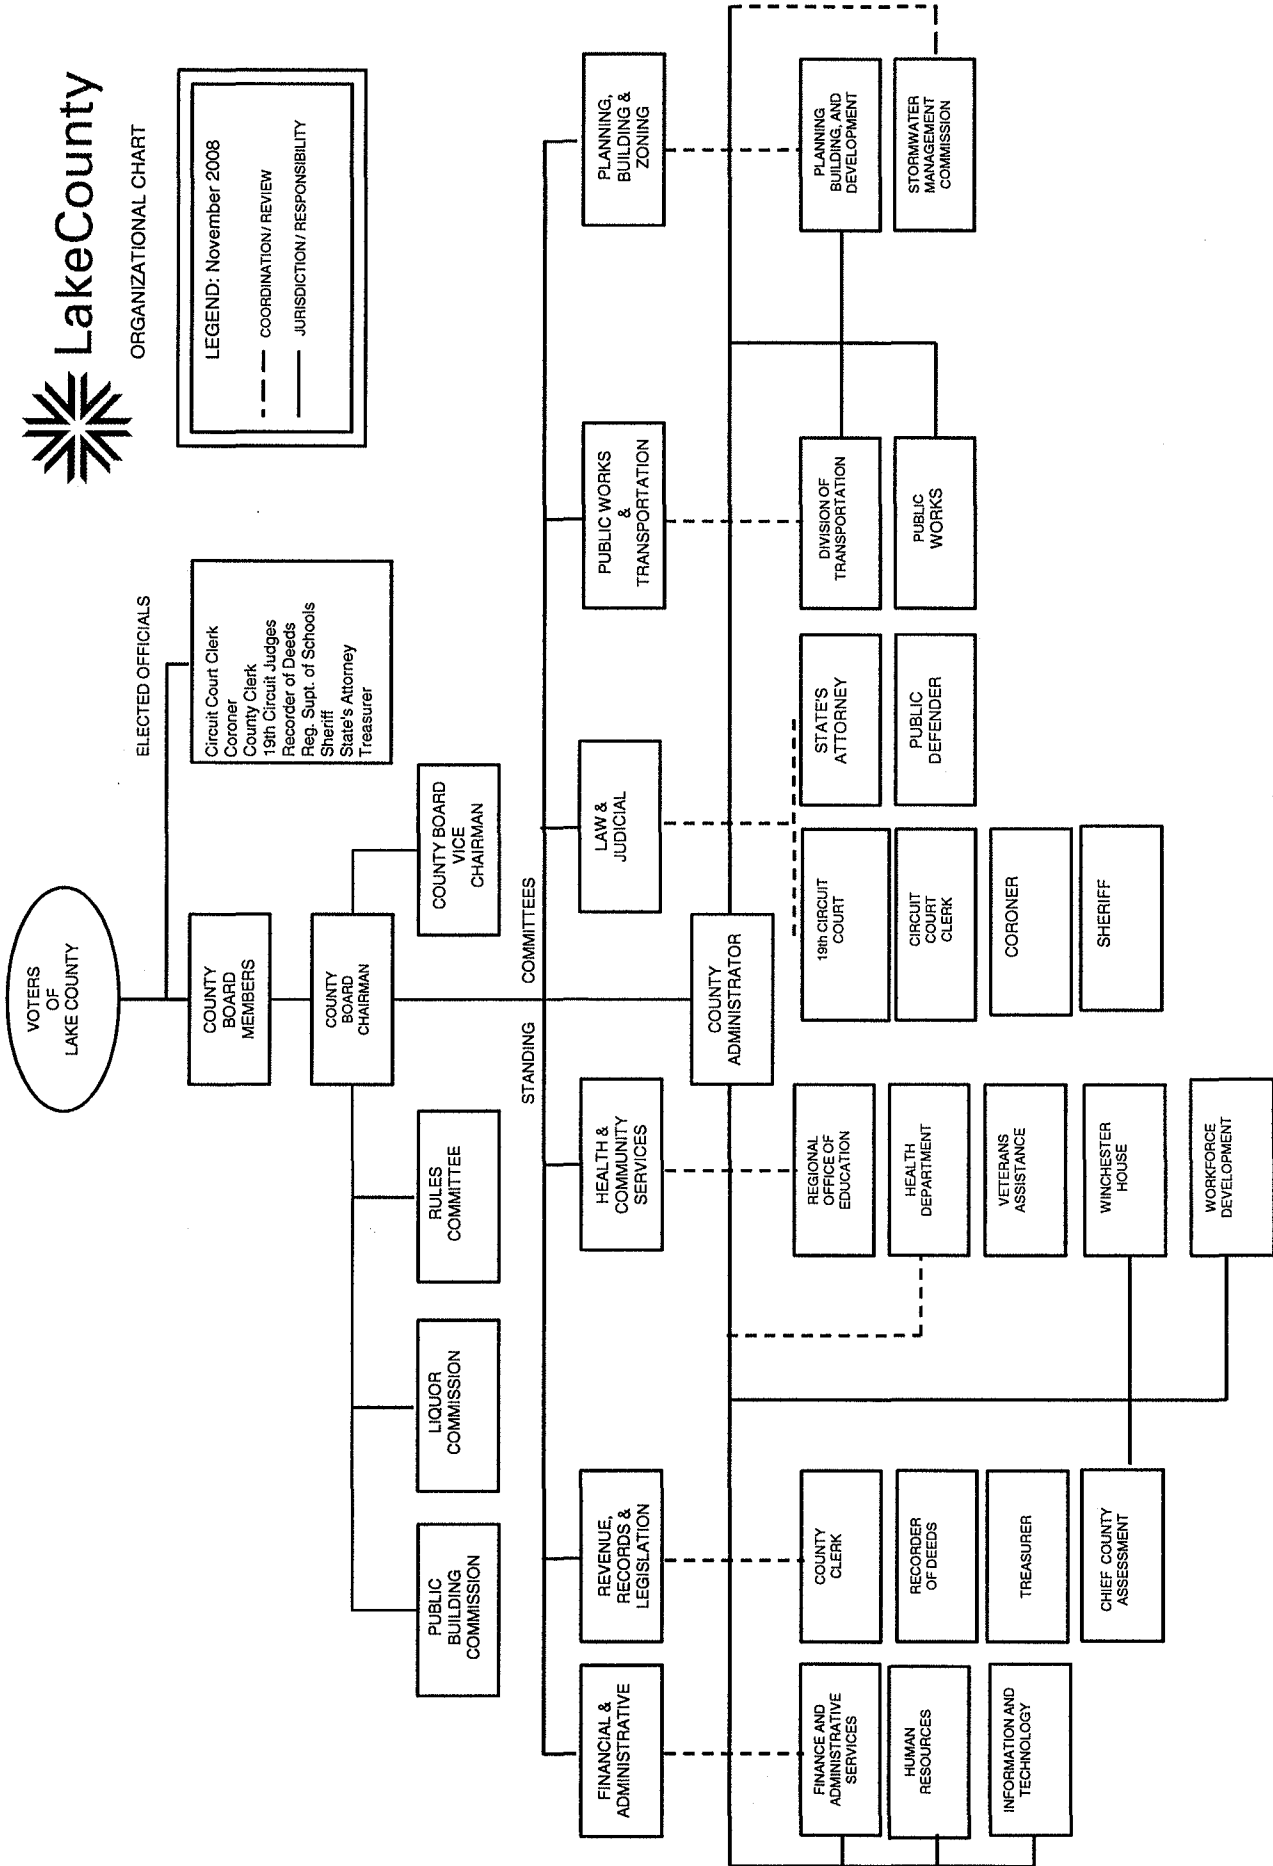 LakeCounty
ORGANIZATIONAL CHART
LEGEND: November 2008
COORDINATION/ REVIEW
JURISDICTION/ RESPONSIBILITY
VOTERS
OF
LAKE COUNTY
ELECTED OFFICIALS
Circuit Court Clerk
Coroner
County Clerk
19th Circuit Judges
Recorder of Deeds
Reg. Supt. of Schools
Sheriff
State's Attorney
Treasurer
COUNTY
BOARD
MEMBERS
COUNTY
BOARD
CHAIRMAN
PUBLIC
BUILDING
COMMISSION
LIQUOR
COMMISSION
RULES
COMMITTEE
COUNTY BOARD
VICE
CHAIRMAN
STANDING COMMITTEES
FINANCIAL &
ADMINISTRATIVE
REVENUE,
RECORDS &
LEGISLATION
HEALTH &
COMMUNITY
SERVICES
LAW &
JUDICIAL
PUBLIC WORKS
&
TRANSPORTATION
PLANNING,
BUILDING &
ZONING
COUNTY
ADMINISTRATOR
FINANCE AND
ADMINISTRATIVE
SERVICES
HUMAN
RESOURCES
INFORMATION AND
TECHNOLOGY
COUNTY
CLERK
RECORDER
OF DEEDS
TREASURER
CHIEF COUNTY
ASSESSMENT
REGIONAL
OFFICE OF
EDUCATION
HEALTH
DEPARTMENT
VETERANS
ASSISTANCE
WINCHESTER
HOUSE
WORKFORCE
DEVELOPMENT
19th CIRCUIT
COURT
CIRCUIT
COURT
CLERK
CORONER
SHERIFF
STATE'S
ATTORNEY
PUBLIC
DEFENDER
DIVISION OF
TRANSPORTATION
PUBLIC
WORKS
PLANNING
BUILDING, AND
DEVELOPMENT
STORMWATER
MANAGEMENT
COMMISSION